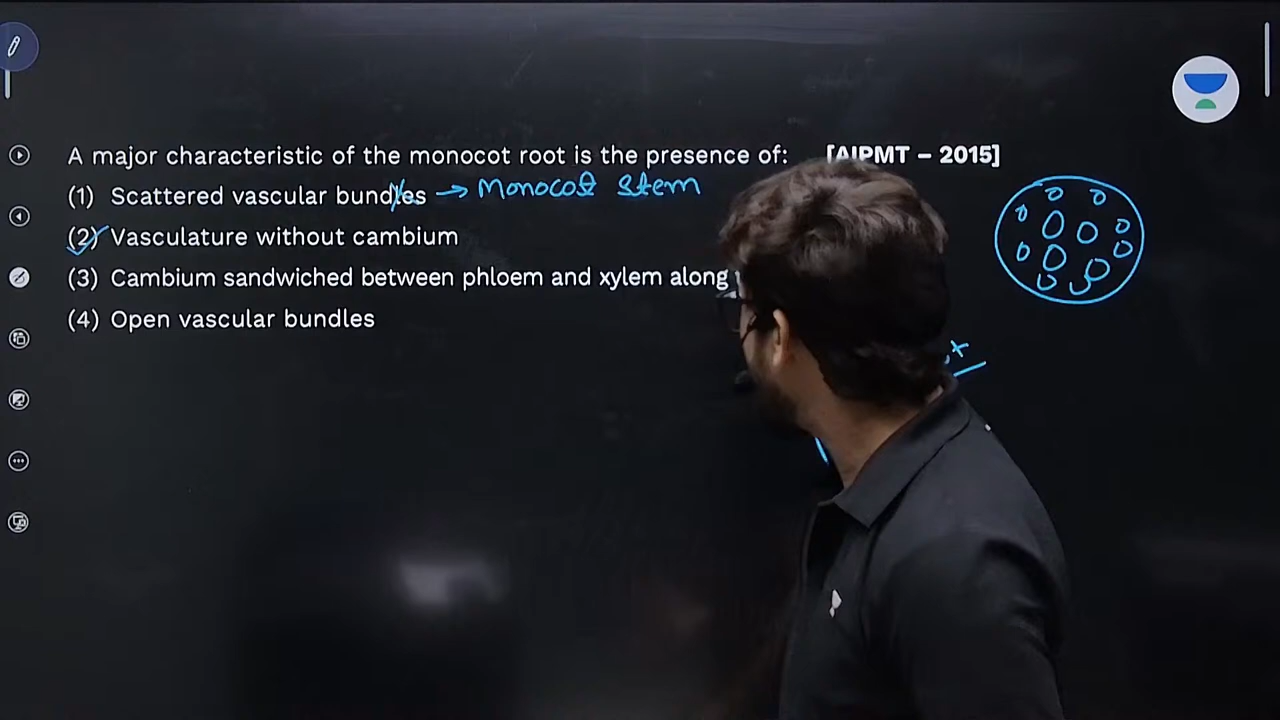 A major characteristic of the monocot root is the presence of: [AIPMT – 2015]
(1) Scattered vascular bundles → Monocot Stem
(2) Vasculature without cambium
(3) Cambium sandwiched between phloem and xylem along
(4) Open vascular bundles